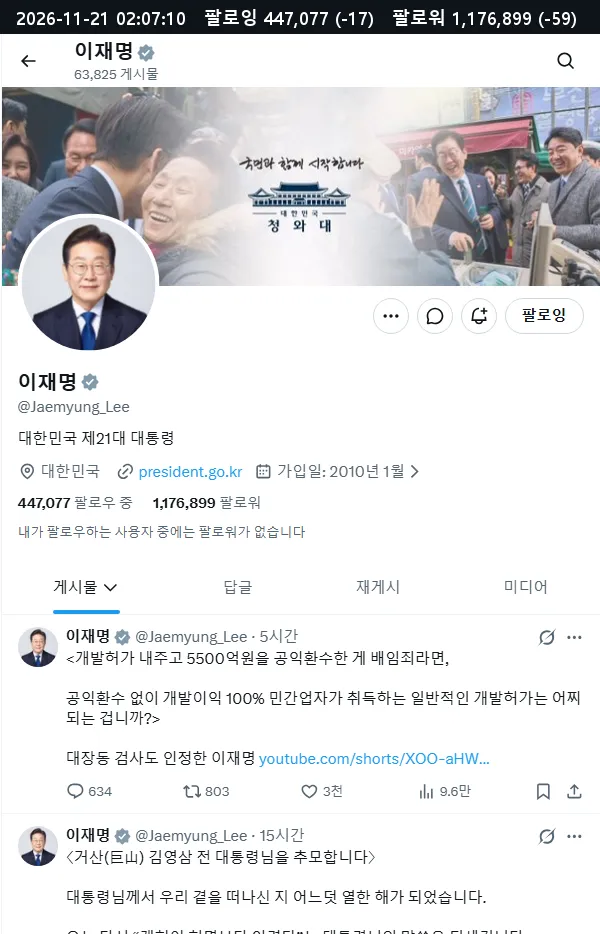 2026-11-21 02:07:10 팔로잉 447,077 (-17) 팔로워 1,176,899 (-59)
이재명
63,825 게시물
국민과 함께 시작합니다
대한민국
청와대
팔로잉
이재명
@Jaemyung_Lee
대한민국 제21대 대통령
대한민국 president.go.kr 가입일: 2010년 1월
447,077 팔로우 중 1,176,899 팔로워
내가 팔로우하는 사용자 중에는 팔로워가 없습니다
게시물 답글 재게시 미디어
이재명 @Jaemyung_Lee · 5시간
<개발허가 내주고 5500억원을 공익환수한 게 배임죄라면,
공익환수 없이 개발이익 100% 민간업자가 취득하는 일반적인 개발허가는 어찌
되는 겁니까?>
대장동 검사도 인정한 이재명 youtube.com/shorts/XOO-aHW...
634 803 3천 9.6만
이재명 @Jaemyung_Lee · 15시간
〈거산(巨山) 김영삼 전 대통령님을 추모합니다〉
대통령님께서 우리 곁을 떠나신 지 어느덧 열한 해가 되었습니다.